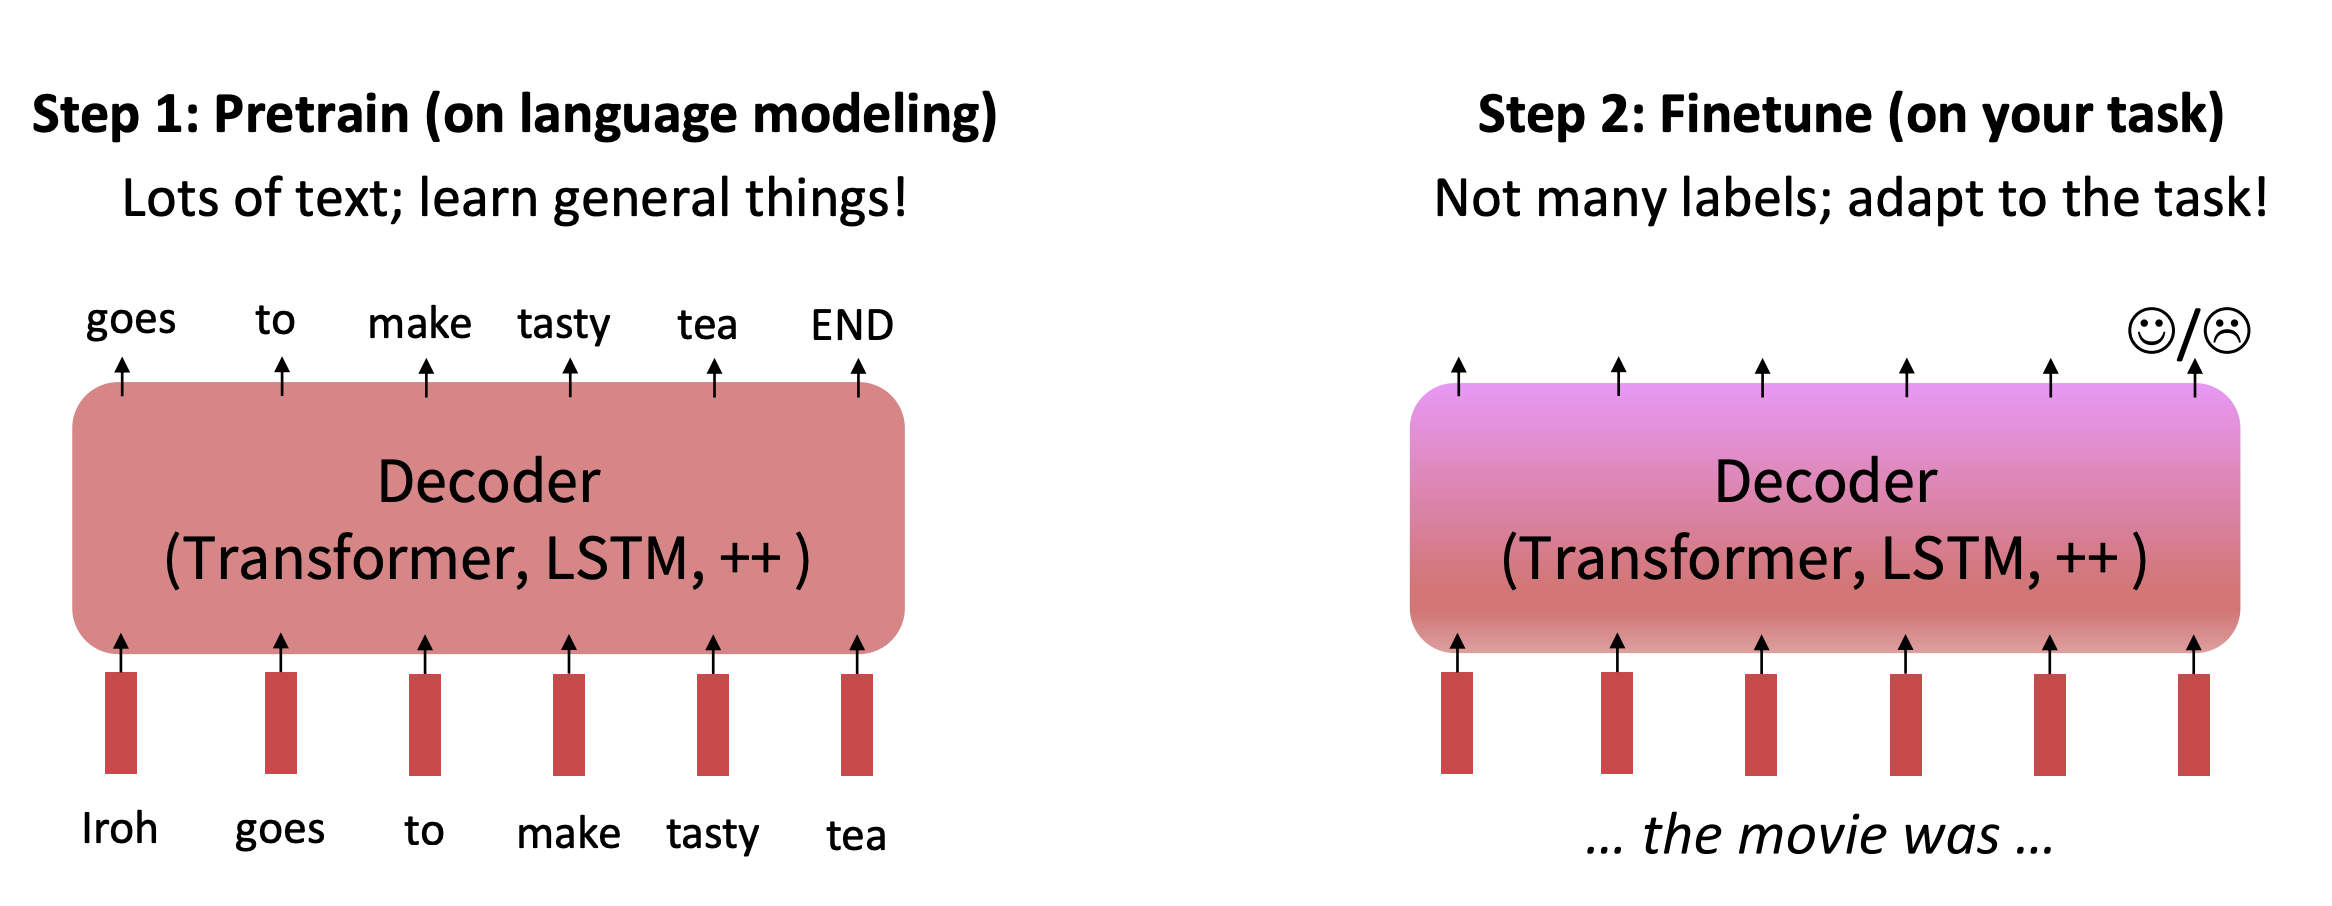 Step 1: Pretrain (on language modeling)
Lots of text; learn general things!
goes to make tasty tea END
Decoder
(Transformer, LSTM, ++ )
Iroh goes to make tasty tea
Step 2: Finetune (on your task)
Not many labels; adapt to the task!
☺/☹
Decoder
(Transformer, LSTM, ++ )
... the movie was ...